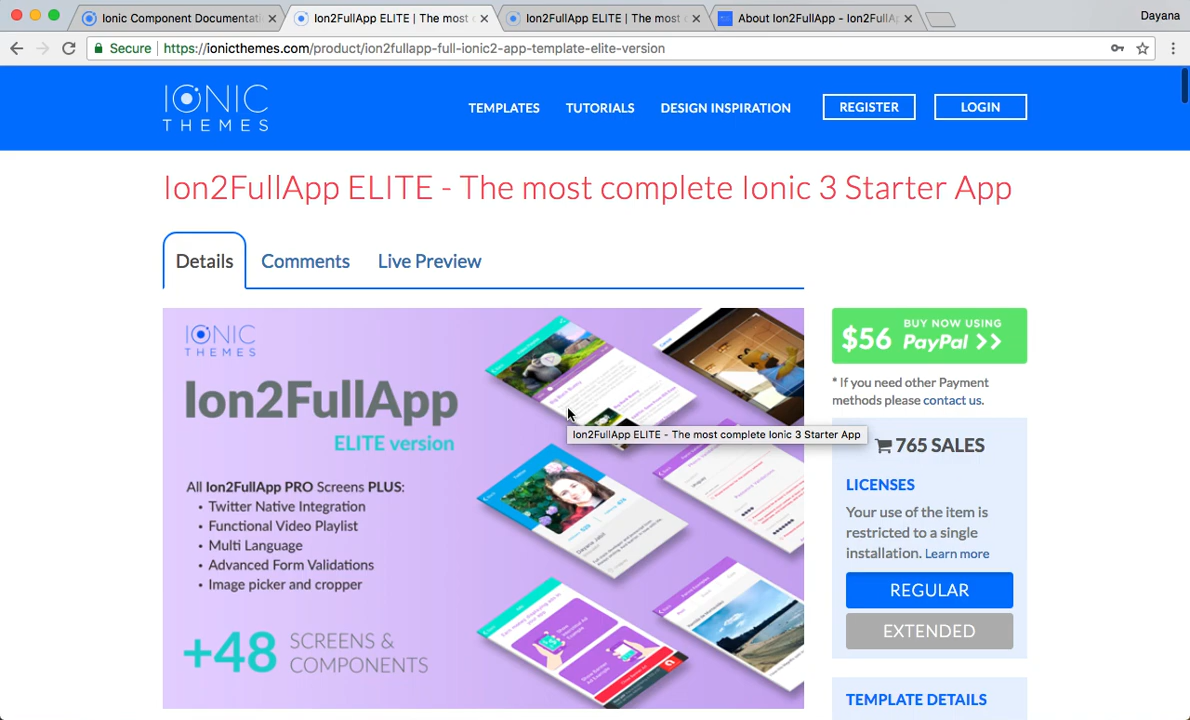 Ionic Component Documentati
Ion2FullApp ELITE | The most
Ion2FullApp ELITE | The most
About Ion2FullApp - Ion2FullA
Dayana
Secure
https://ionicthemes.com/product/ion2fullapp-full-ionic2-app-template-elite-version
IONIC
THEMES
TEMPLATES
TUTORIALS
DESIGN INSPIRATION
REGISTER
LOGIN
Ion2FullApp ELITE - The most complete Ionic 3 Starter App
Details
Comments
Live Preview
IONIC
THEMES
Ion2FullApp
ELITE version
All Ion2FullApp PRO Screens PLUS:
• Twitter Native Integration
• Functional Video Playlist
• Multi Language
• Advanced Form Validations
• Image picker and cropper
+48 SCREENS &
COMPONENTS
Ion2FullApp ELITE - The most complete Ionic 3 Starter App
$56 BUY NOW USING
PayPal >>
* If you need other Payment
methods please contact us.
765 SALES
LICENSES
Your use of the item is
restricted to a single
installation. Learn more
REGULAR
EXTENDED
TEMPLATE DETAILS